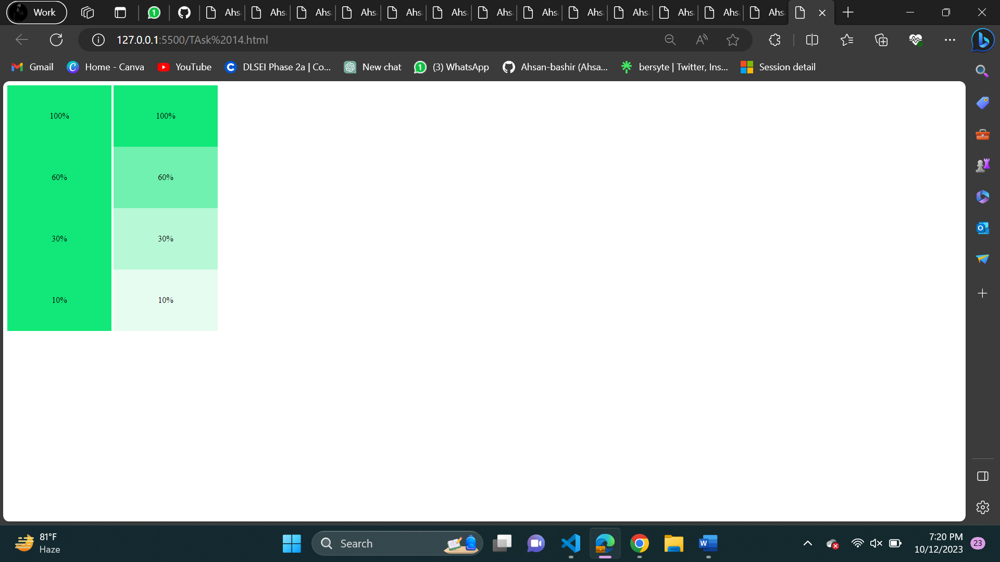 Work
1
Ahs
Ahs
Ahs
Ahs
Ahs
Ahs
Ahs
Ahs
Ahs
Ahs
Ahs
Ahs
Ahs
127.0.0.1:5500/TAsk%2014.html
Gmail
Home - Canva
YouTube
DLSEI Phase 2a | Co...
New chat
1
(3) WhatsApp
Ahsan-bashir (Ahsa...
bersyte | Twitter, Ins...
Session detail
100%
100%
60%
60%
30%
30%
10%
10%
81°F
Haze
Search
7:20 PM
10/12/2023
23